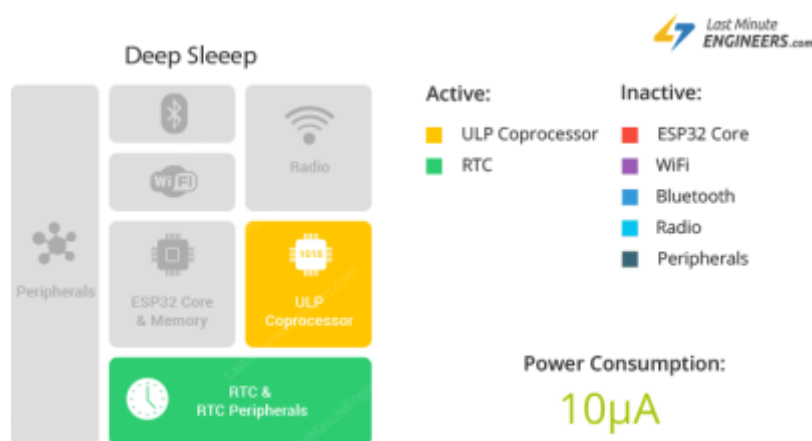 Last Minute
ENGINEERS.com
Deep Sleeep
Active:
Inactive:
ULP Coprocessor
RTC
ESP32 Core
WiFi
Bluetooth
Radio
Peripherals
Radio
WiFi
Peripherals
ESP32 Core
& Memory
1010
ULP
Coprocessor
RTC &
RTC Peripherals
Power Consumption:
10µA